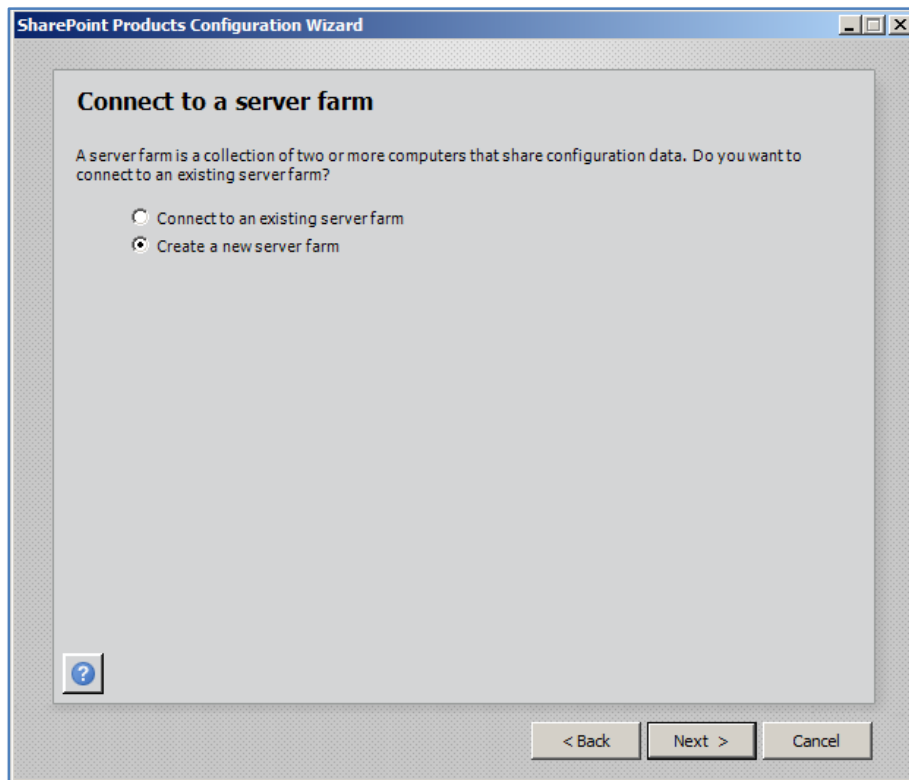 SharePoint Products Configuration Wizard
Connect to a server farm
A server farm is a collection of two or more computers that share configuration data. Do you want to
connect to an existing server farm?
Connect to an existing server farm
Create a new server farm
?
< Back
Next >
Cancel